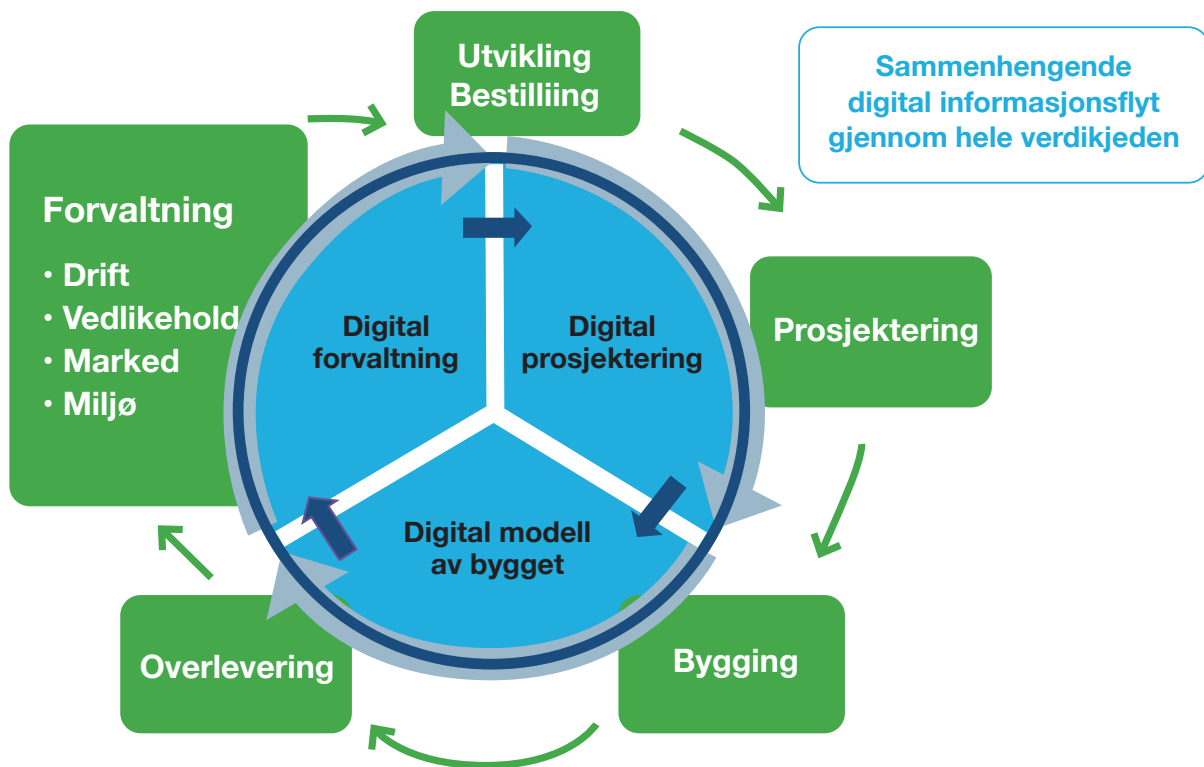 Utvikling
Bestilliing
Sammenhengende
digital informasjonsflyt
gjennom hele verdikjeden
Forvaltning
• Drift
• Vedlikehold
• Marked
• Miljø
Digital
forvaltning
Digital
prosjektering
Prosjektering
Digital modell
av bygget
Overlevering
Bygging